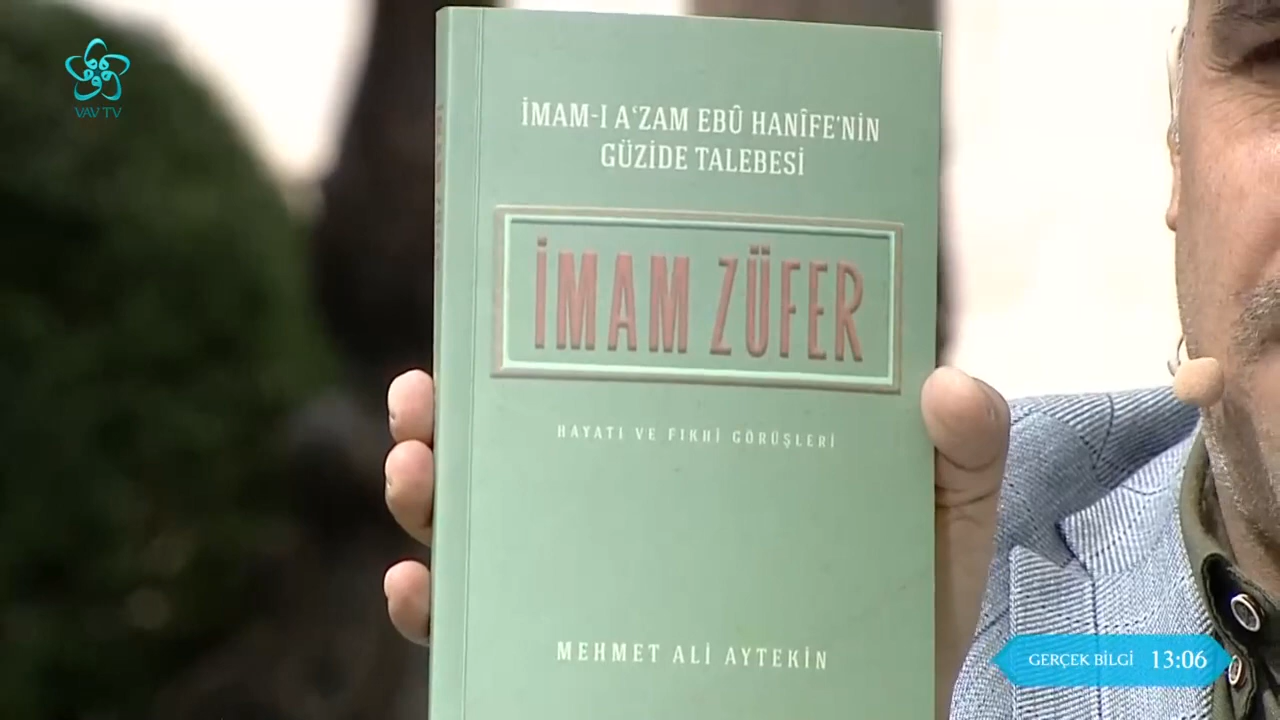 VAV TV
İMAM-I A‘ZAM EBÛ HANÎFE'NİN
GÜZİDE TALEBESİ
İMAM ZÜFER
HAYATI VE FIKHİ GÖRÜŞLERİ
MEHMET ALİ AYTEKİN
GERÇEK BİLGİ 13:06